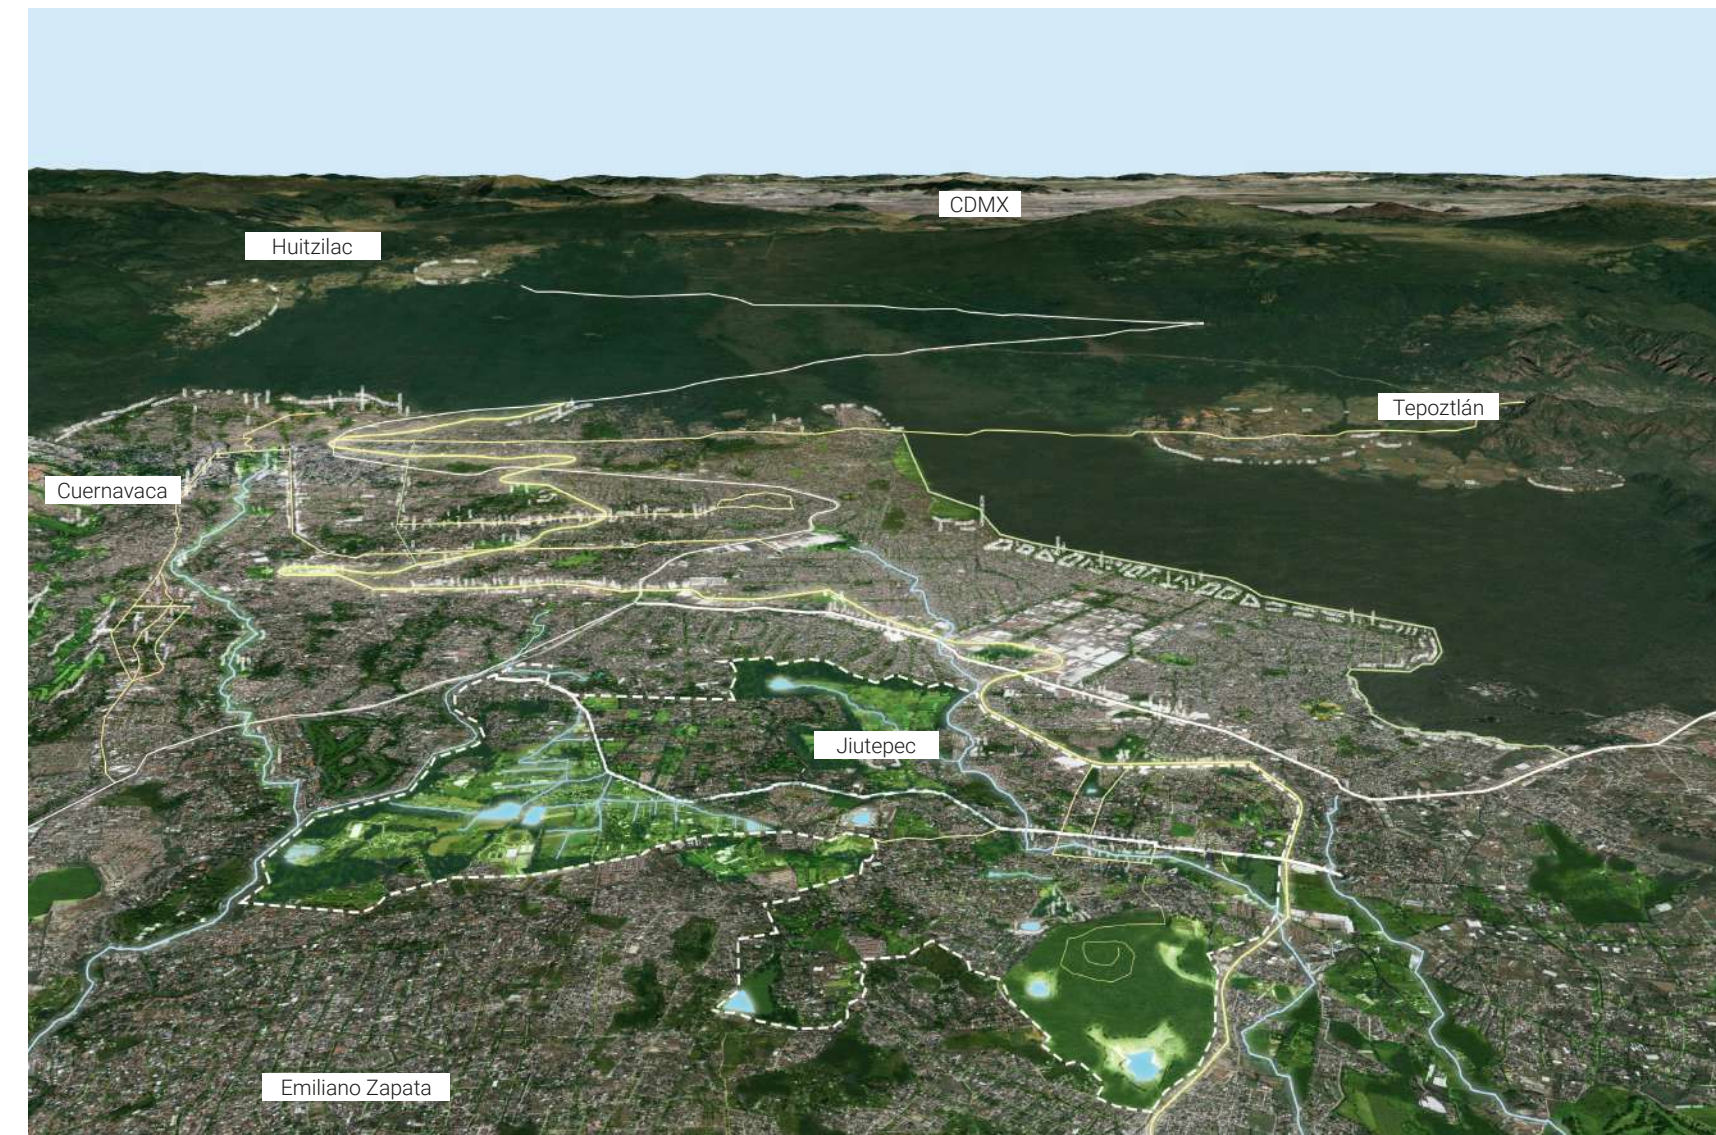 CDMX
Huitzilac
Tepoztlán
Cuernavaca
Jiutepec
Emiliano Zapata